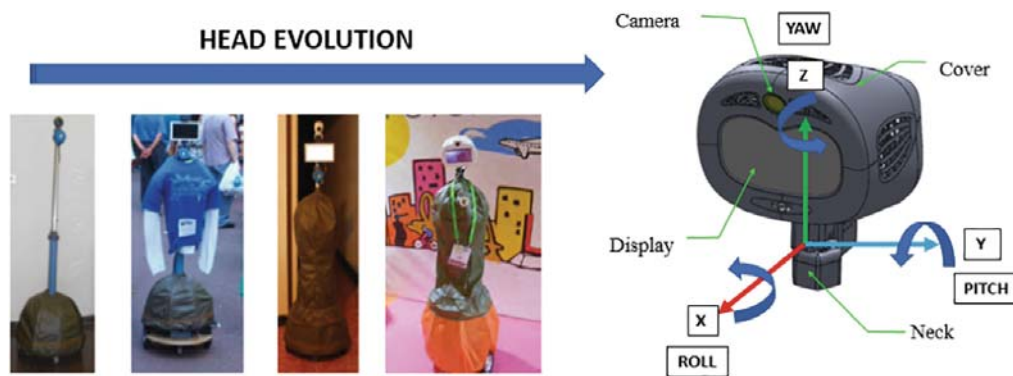 HEAD EVOLUTION
Camera
YAW
Z
Cover
Display
Y
PITCH
X
ROLL
Neck